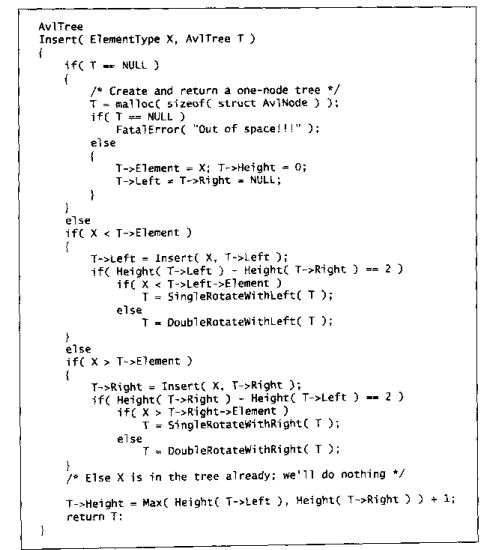 AvlTree
Insert( ElementType X, AvlTree T )
{
    if( T == NULL )
    {
        /* Create and return a one-node tree */
        T = malloc( sizeof( struct AvlNode ) );
        if( T == NULL )
            FatalError( "Out of space!!!" );
        else
        {
            T->Element = X; T->Height = 0;
            T->Left = T->Right = NULL;
        }
    }
    else
    if( X < T->Element )
    {
        T->Left = Insert( X, T->Left );
        if( Height( T->Left ) - Height( T->Right ) == 2 )
            if( X < T->Left->Element )
                T = SingleRotateWithLeft( T );
            else
                T = DoubleRotateWithLeft( T );
    }
    else
    if( X > T->Element )
    {
        T->Right = Insert( X, T->Right );
        if( Height( T->Right ) - Height( T->Left ) == 2 )
            if( X > T->Right->Element )
                T = SingleRotateWithRight( T );
            else
                T = DoubleRotateWithRight( T );
    }
    /* Else X is in the tree already; we'll do nothing */

    T->Height = Max( Height( T->Left ), Height( T->Right ) ) + 1;
    return T;
}